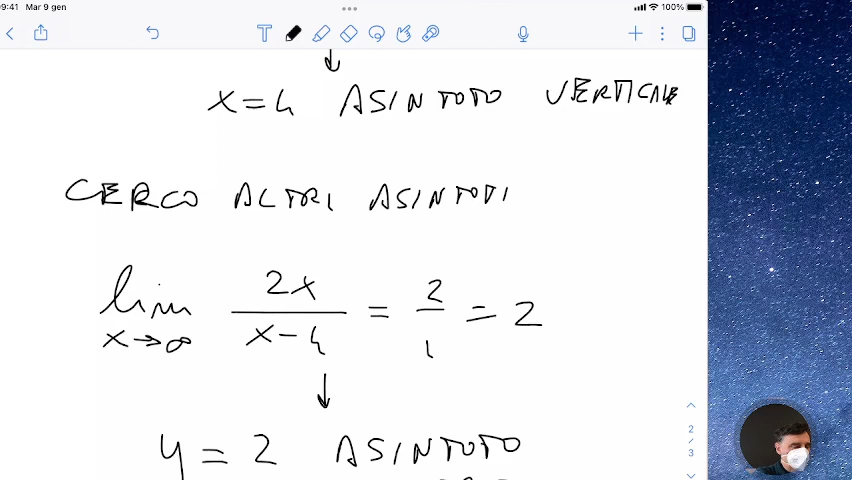 9:41 Mar 9 gen
100%
x=4 ASINTOTO VERTICALE
CERCO ALTRI ASINTOTI
lim x→∞ 2x/(x-4) = 2/1 = 2
y = 2 ASINTOTO
2/3